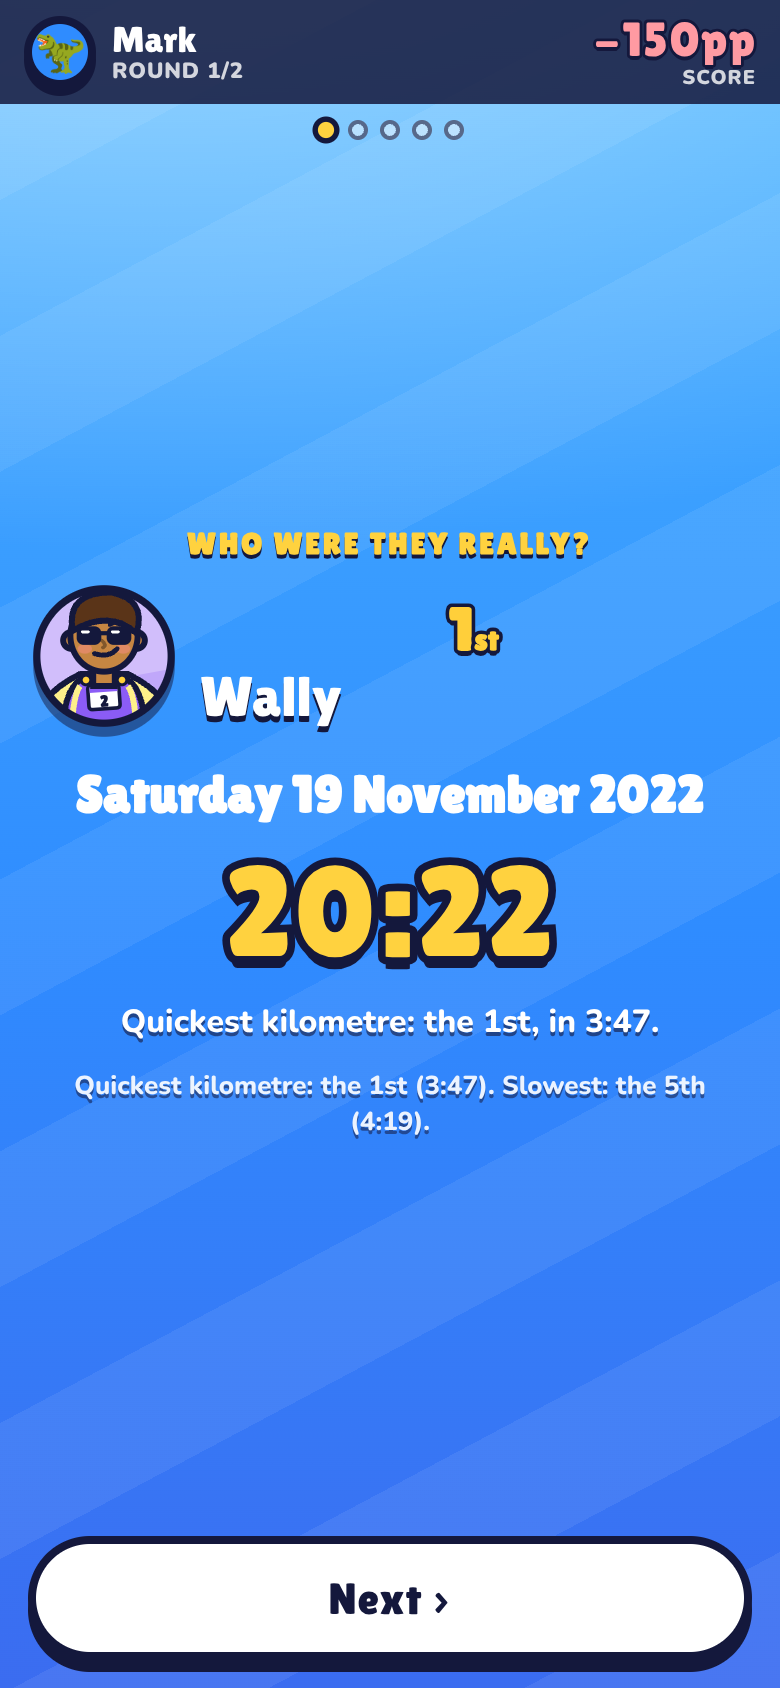 Mark
ROUND 1/2
-150pp
SCORE
WHO WERE THEY REALLY?
1st
2
Wally
Saturday 19 November 2022
20:22
Quickest kilometre: the 1st, in 3:47.
Quickest kilometre: the 1st (3:47). Slowest: the 5th
(4:19).
Next ›